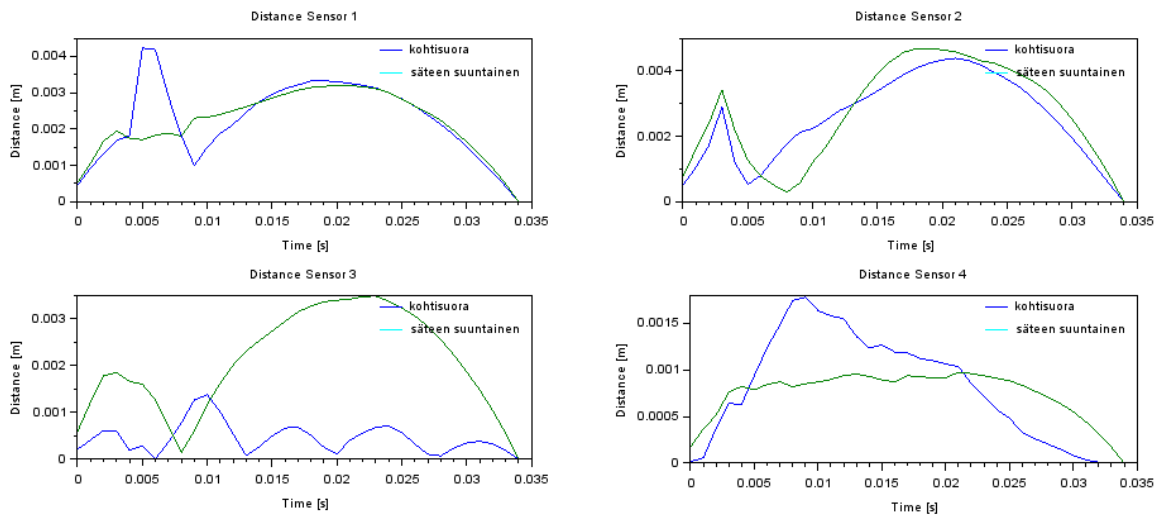 Distance Sensor 1
kohtisuora
säteen suuntainen
Distance [m]
0.004
0.003
0.002
0.001
0
0
0.005
0.01
0.015
0.02
0.025
0.03
0.035
Time [s]
Distance Sensor 2
kohtisuora
säteen suuntainen
Distance [m]
0.004
0.002
0
0
0.005
0.01
0.015
0.02
0.025
0.03
0.035
Time [s]
Distance Sensor 3
kohtisuora
säteen suuntainen
Distance [m]
0.003
0.002
0.001
0
0
0.005
0.01
0.015
0.02
0.025
0.03
0.035
Time [s]
Distance Sensor 4
kohtisuora
säteen suuntainen
Distance [m]
0.0015
0.001
0.0005
0
0
0.005
0.01
0.015
0.02
0.025
0.03
0.035
Time [s]